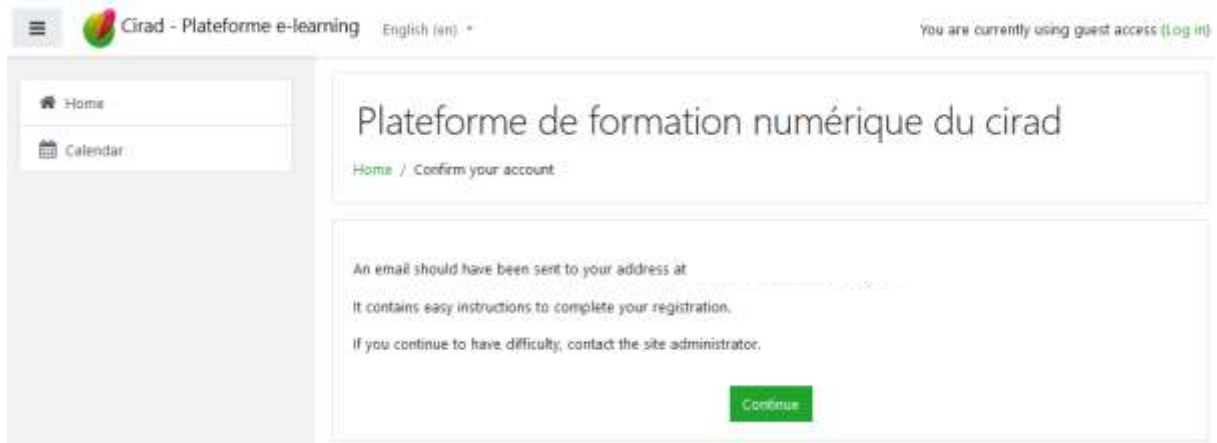 Cirad - Plateforme e-learning English (en) You are currently using guest access (Log in)
Home
Calendar
Plateforme de formation numérique du cirad
Home / Confirm your account
An email should have been sent to your address at
It contains easy instructions to complete your registration.
If you continue to have difficulty, contact the site administrator.
Continue